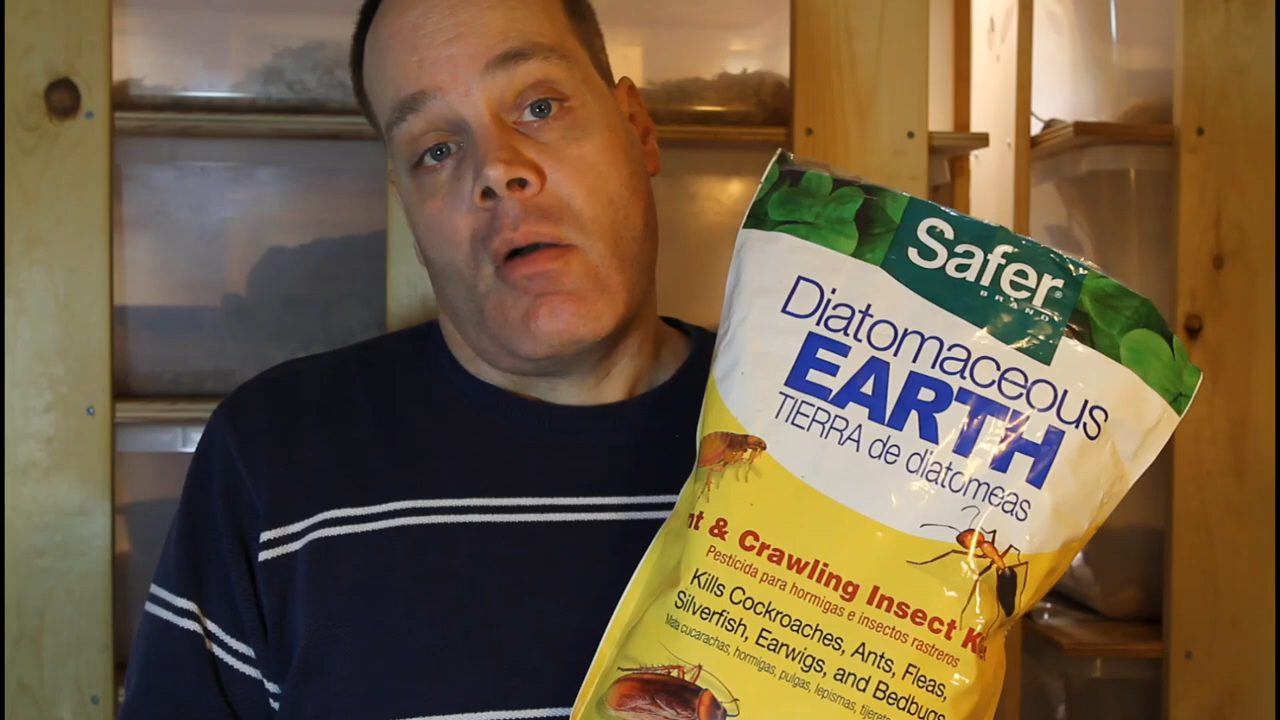 Safer®
BRAND
Diatomaceous
EARTH
TIERRA de diatomeas
& Crawling Insect
Pesticida para hormigas e insectos rastreros
Kills Cockroaches, Ants, Fleas,
Silverfish, Earwigs, and Bedbugs
Mata cucarachas, hormigas, pulgas, lepismas,